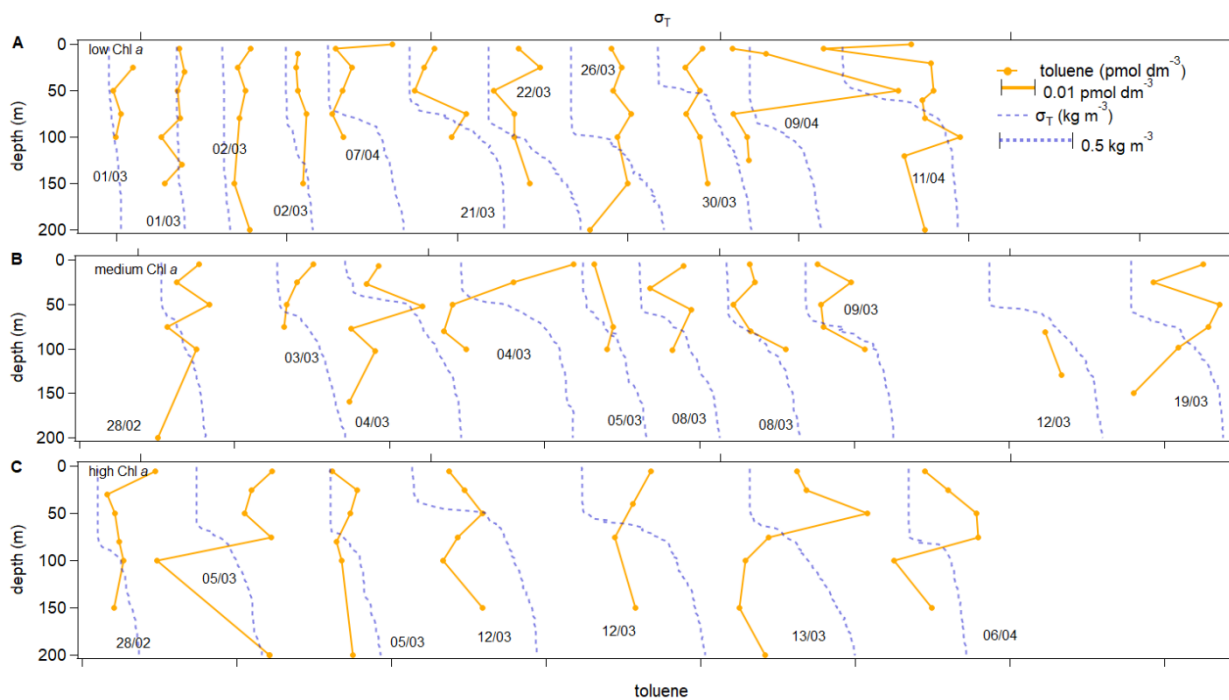 σT
A
low Chl a
0
50
100
150
200
depth (m)
01/03
01/03
02/03
02/03
07/04
21/03
22/03
26/03
30/03
09/04
11/04
toluene (pmol dm⁻³)
0.01 pmol dm⁻³
σT (kg m⁻³)
0.5 kg m⁻³
B
medium Chl a
0
50
100
150
200
depth (m)
28/02
03/03
04/03
04/03
05/03
08/03
08/03
09/03
12/03
19/03
C
high Chl a
0
50
100
150
200
depth (m)
28/02
05/03
05/03
12/03
12/03
13/03
06/04
toluene